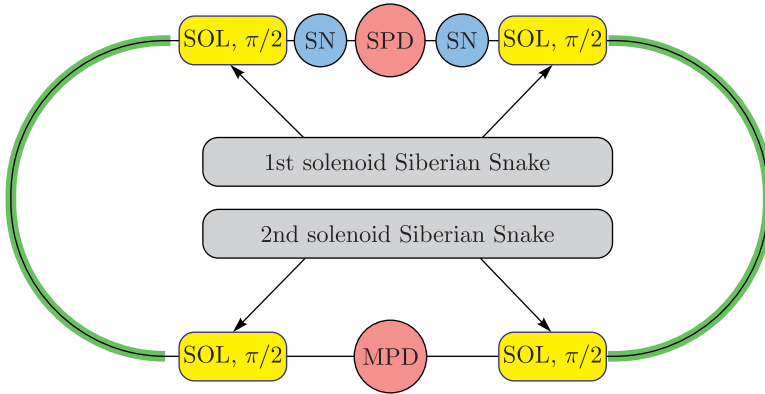 SOL, π/2
SN
SPD
SN
SOL, π/2
1st solenoid Siberian Snake
2nd solenoid Siberian Snake
SOL, π/2
MPD
SOL, π/2